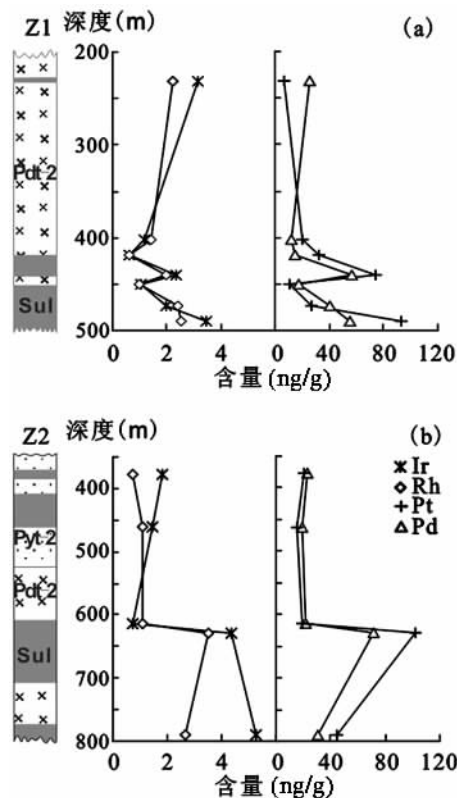 Z1 深度(m) (a)
200
300
Pdt 2
400
Sul
500
0 2 4 0 40 80 120
含量(ng/g)
Z2 深度(m) (b)
Ir
Rh
Pt
Pd
400
500
Pyt 2
Pdt 2
600
Sul
700
800
0 2 4 0 40 80 120
含量(ng/g)